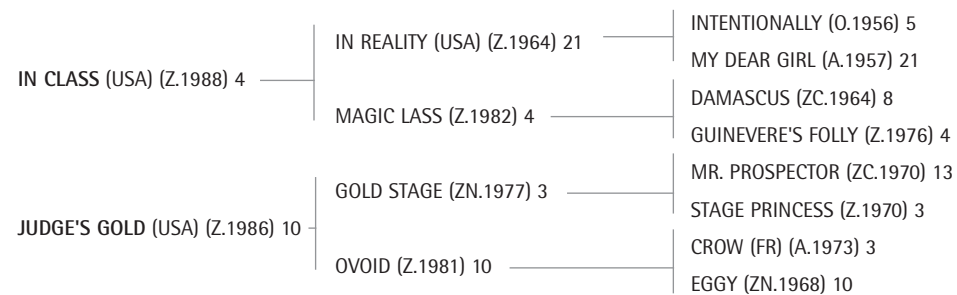 IN CLASS (USA) (Z.1988) 4
IN REALITY (USA) (Z.1964) 21
INTENTIONALLY (O.1956) 5
MY DEAR GIRL (A.1957) 21
MAGIC LASS (Z.1982) 4
DAMASCUS (ZC.1964) 8
GUINEVERE'S FOLLY (Z.1976) 4
JUDGE'S GOLD (USA) (Z.1986) 10
GOLD STAGE (ZN.1977) 3
MR. PROSPECTOR (ZC.1970) 13
STAGE PRINCESS (Z.1970) 3
OVOID (Z.1981) 10
CROW (FR) (A.1973) 3
EGGY (ZN.1968) 10